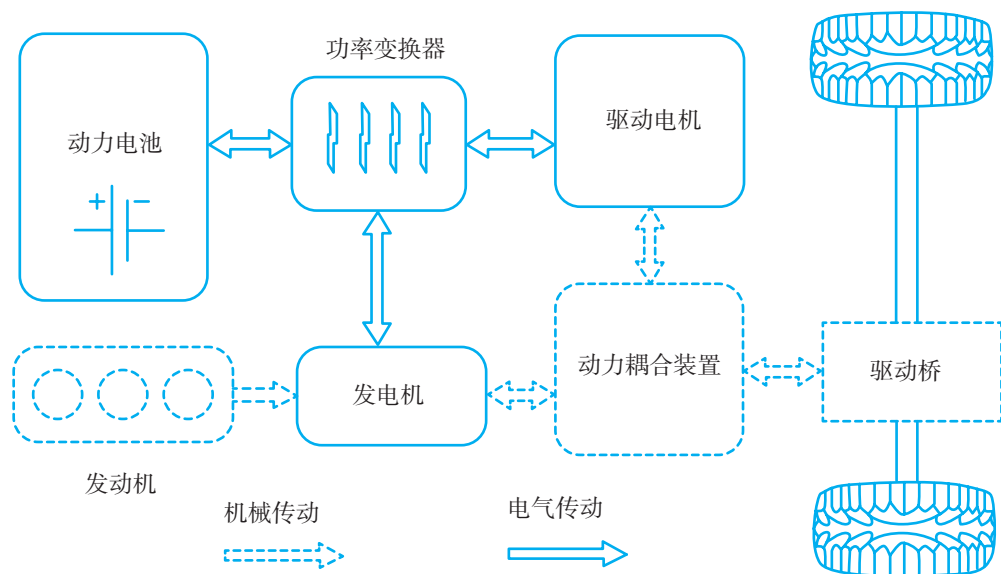 功率变换器
动力电池
驱动电机
+ −
发电机
动力耦合装置
驱动桥
发动机
机械传动
电气传动